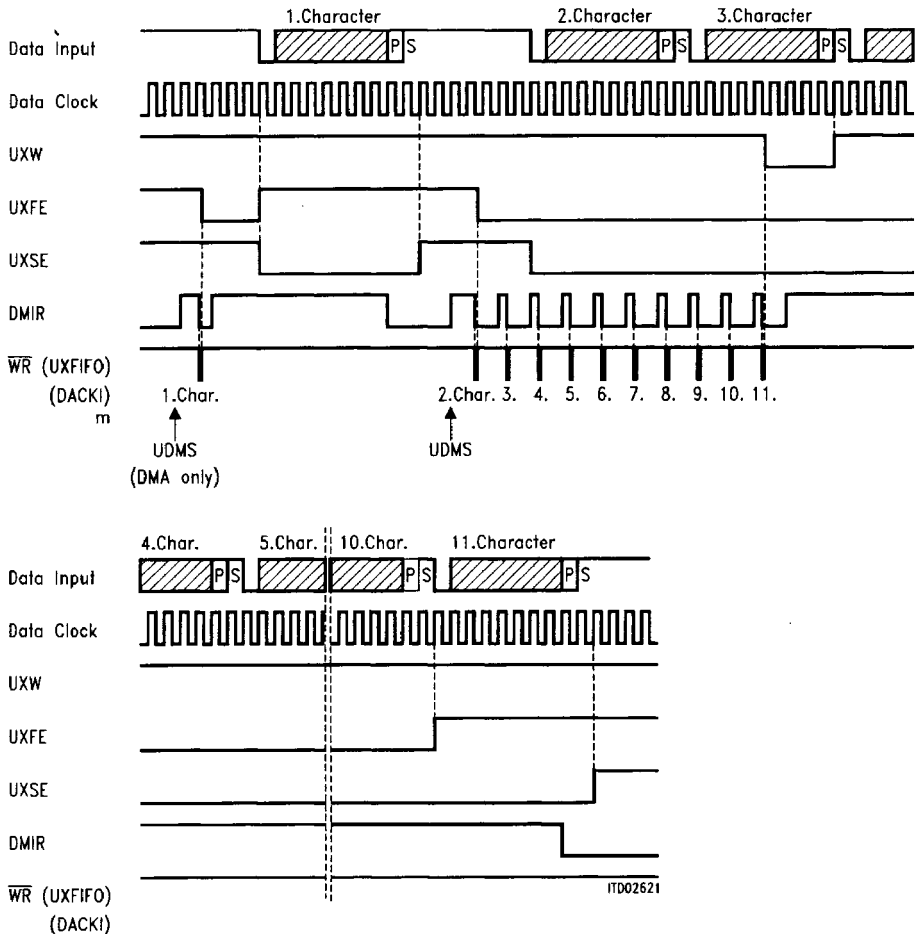 1.Character 2.Character 3.Character
Data Input P S P S P S
Data Clock
UXW
UXFE
USXE
DMIR
WR (UXFIFO)
(DACKI) 1.Char. 2.Char. 3. 4. 5. 6. 7. 8. 9. 10. 11.
m
UDMS UDMS
(DMA only)
4.Char. 5.Char. 10.Char. 11.Character
Data Input P S P S P S
Data Clock
UXW
UXFE
UXSE
DMIR
WR (UXFIFO) ITD02621
(DACKI)